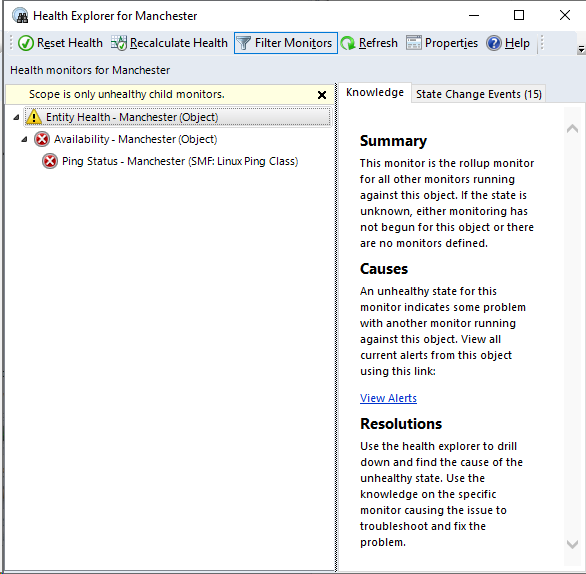 Health Explorer for Manchester
Reset Health Recalculate Health Filter Monitors Refresh Properties Help
Health monitors for Manchester
Scope is only unhealthy child monitors.
Entity Health - Manchester (Object)
Availability - Manchester (Object)
Ping Status - Manchester (SMF: Linux Ping Class)
Knowledge State Change Events (15)
Summary
This monitor is the rollup monitor
for all other monitors running
against this object. If the state is
unknown, either monitoring has
not begun for this object or there
are no monitors defined.
Causes
An unhealthy state for this
monitor indicates some problem
with another monitor running
against this object. View all
current alerts from this object
using this link:
View Alerts
Resolutions
Use the health explorer to drill
down and find the cause of the
unhealthy state. Use the
knowledge on the specific
monitor causing the issue to
troubleshoot and fix the
problem.